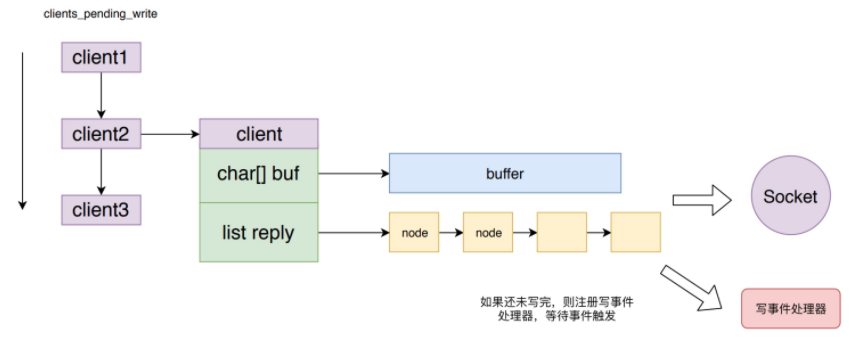 clients_pending_write
client1
client2
client
char[] buf
buffer
client3
list reply
node
node
Socket
如果还未写完，则注册写事件
处理器，等待事件触发
写事件处理器